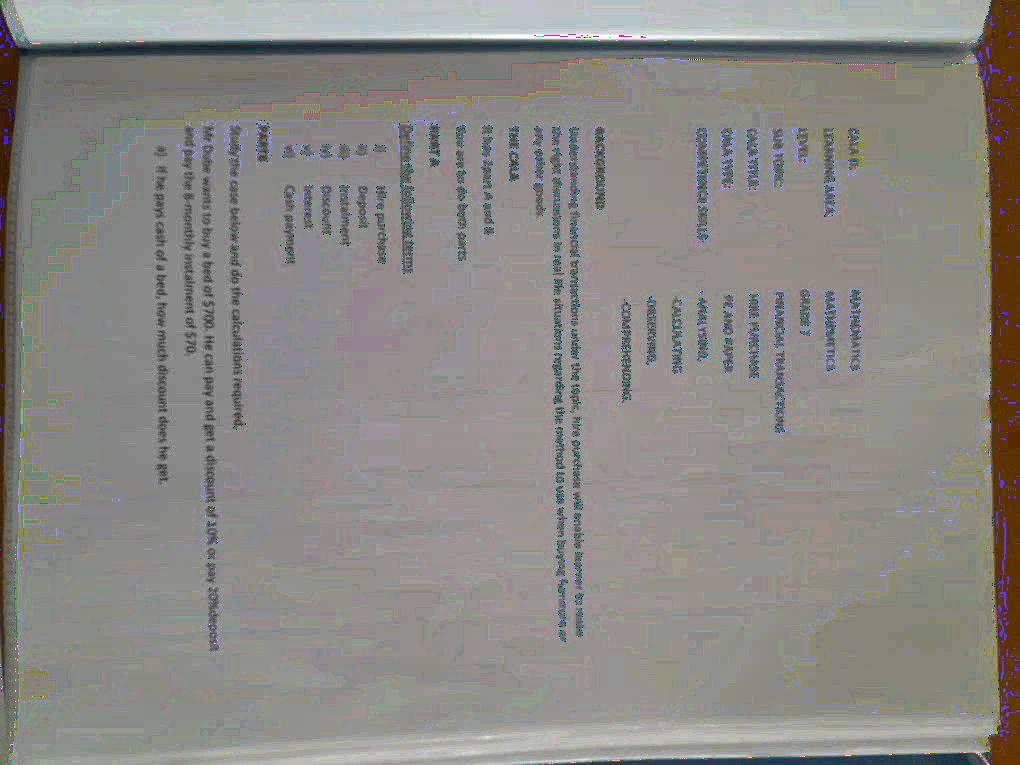 CALA ID: MATHEMATICS
LEARNING AREA: MATHEMATICS
LEVEL: GRADE 7
SUB TOPIC: FINANCIAL TRANSACTIONS
CALA TITLE: HIRE PURCHASE
CALA TYPE: PEANO PAPER
COMPETENCE SKILLS: - ANALYSING,
-CALCULATING
-OBSERVING,
-COMPREHENDING.
BACKGROUND
Understanding financial transactions under the topic, hire purchase will enable learner to make
the right discussions in real life situations regarding the method to use when buying furniture or
any other goods.
THE CALA
It has 2part A and B.
You are to do both parts
PART A
Define the following terms
i) Hire purchase
ii) Deposit
iii) Instalment
iv) Discount
v) Interest
vi) Cash payment
PARTB
Study the case below and do the calculations required.
Mr Dube wants to buy a bed of $700. He can pay and get a discount of 10% or pay 20%deposit
and pay the 8-monthly instalment of $70.
a) If he pays cash of a bed, how much discount does he get.